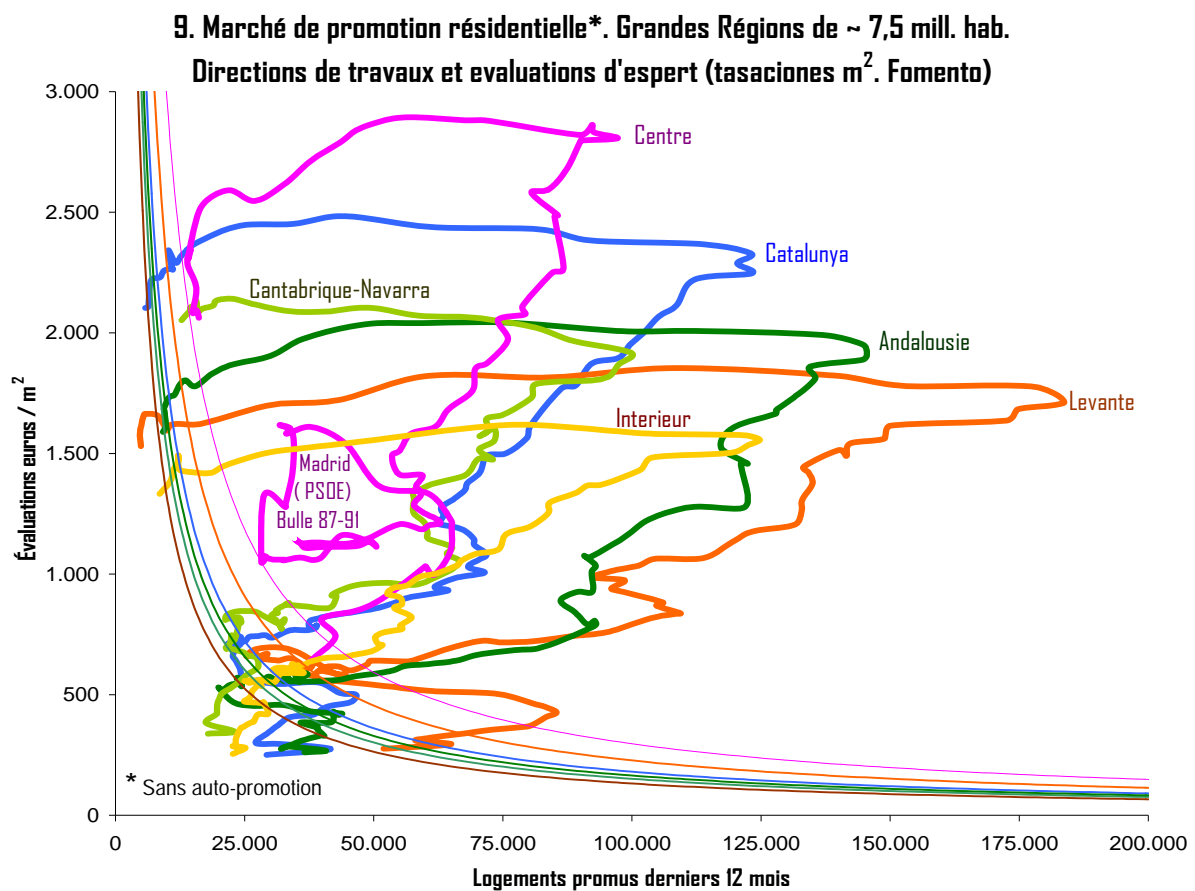 9. Marché de promotion résidentielle*. Grandes Régions de ~ 7,5 mill. hab.
Directions de travaux et evaluations d'espert (tasaciones m². Fomento)
3.000
2.500
2.000
1.500
1.000
500
0
Évaluations euros / m²
Centre
Catalunya
Cantabrique-Navarra
Andalousie
Levante
Interieur
Madrid
( PSOE)
Bulle 87-91
* Sans auto-promotion
0
25.000
50.000
75.000
100.000
125.000
150.000
175.000
200.000
Logements promus derniers 12 mois